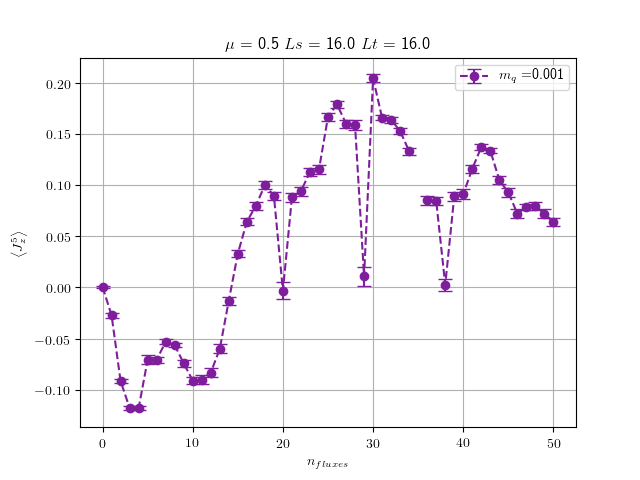 μ = 0.5 Ls = 16.0 Lt = 16.0
m_q =0.001
0.20
0.15
0.10
0.05
0.00
−0.05
−0.10
⟨J_z^5⟩
0 10 20 30 40 50
n_fluxes